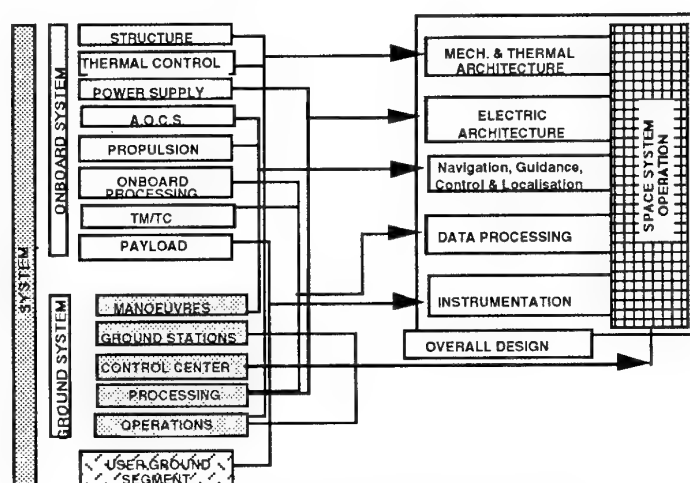 SYSTEM
ONBOARD SYSTEM
STRUCTURE
THERMAL CONTROL
POWER SUPPLY
A.O.C.S.
PROPULSION
ONBOARD
PROCESSING
TM/TC
PAYLOAD
GROUND SYSTEM
MANOEUVRES
GROUND STATIONS
CONTROL CENTER
PROCESSING
OPERATIONS
USER GROUND
SEGMENT
MECH. & THERMAL
ARCHITECTURE
ELECTRIC
ARCHITECTURE
Navigation, Guidance,
Control & Localisation
DATA PROCESSING
INSTRUMENTATION
OVERALL DESIGN
SPACE SYSTEM
OPERATION